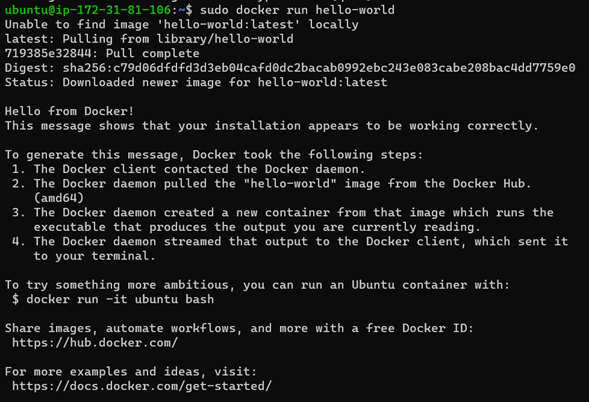 ubuntu@ip-172-31-81-106:~$ sudo docker run hello-world
Unable to find image 'hello-world:latest' locally
latest: Pulling from library/hello-world
719385e32844: Pull complete
Digest: sha256:c79d06dfdfd3d3eb04cafd0dc2bacab0992ebc243e083cabe208bac4dd7759e0
Status: Downloaded newer image for hello-world:latest

Hello from Docker!
This message shows that your installation appears to be working correctly.

To generate this message, Docker took the following steps:
 1. The Docker client contacted the Docker daemon.
 2. The Docker daemon pulled the "hello-world" image from the Docker Hub.
    (amd64)
 3. The Docker daemon created a new container from that image which runs the
    executable that produces the output you are currently reading.
 4. The Docker daemon streamed that output to the Docker client, which sent it
    to your terminal.

To try something more ambitious, you can run an Ubuntu container with:
 $ docker run -it ubuntu bash

Share images, automate workflows, and more with a free Docker ID:
 https://hub.docker.com/

For more examples and ideas, visit:
 https://docs.docker.com/get-started/